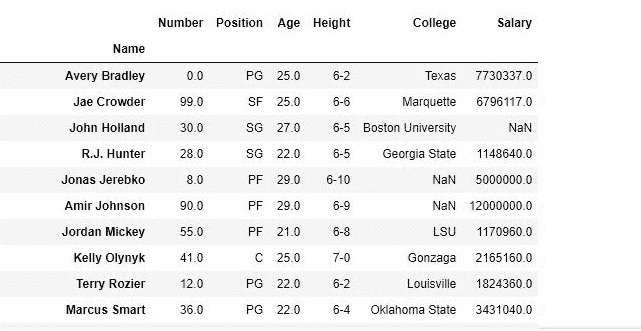 Number Position Age Height College Salary
Name
Avery Bradley 0.0 PG 25.0 6-2 Texas 7730337.0
Jae Crowder 99.0 SF 25.0 6-6 Marquette 6796117.0
John Holland 30.0 SG 27.0 6-5 Boston University NaN
R.J. Hunter 28.0 SG 22.0 6-5 Georgia State 1148640.0
Jonas Jerebko 8.0 PF 29.0 6-10 NaN 5000000.0
Amir Johnson 90.0 PF 29.0 6-9 NaN 12000000.0
Jordan Mickey 55.0 PF 21.0 6-8 LSU 1170960.0
Kelly Olynyk 41.0 C 25.0 7-0 Gonzaga 2165160.0
Terry Rozier 12.0 PG 22.0 6-2 Louisville 1824360.0
Marcus Smart 36.0 PG 22.0 6-4 Oklahoma State 3431040.0